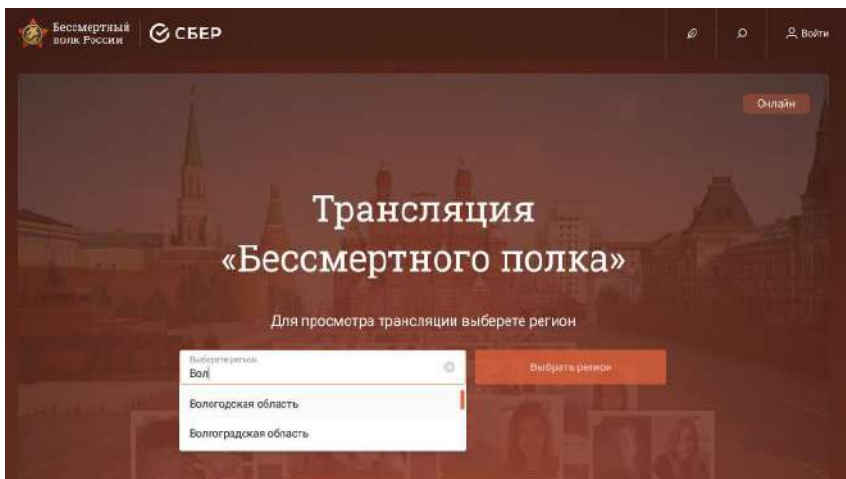 Бессмертный
полк России
СБЕР
Войти
Онлайн
Трансляция
«Бессмертного полка»
Для просмотра трансляции выберете регион
Выберете регион
Вол
Выбрать регион
Вологодская область
Волгоградская область